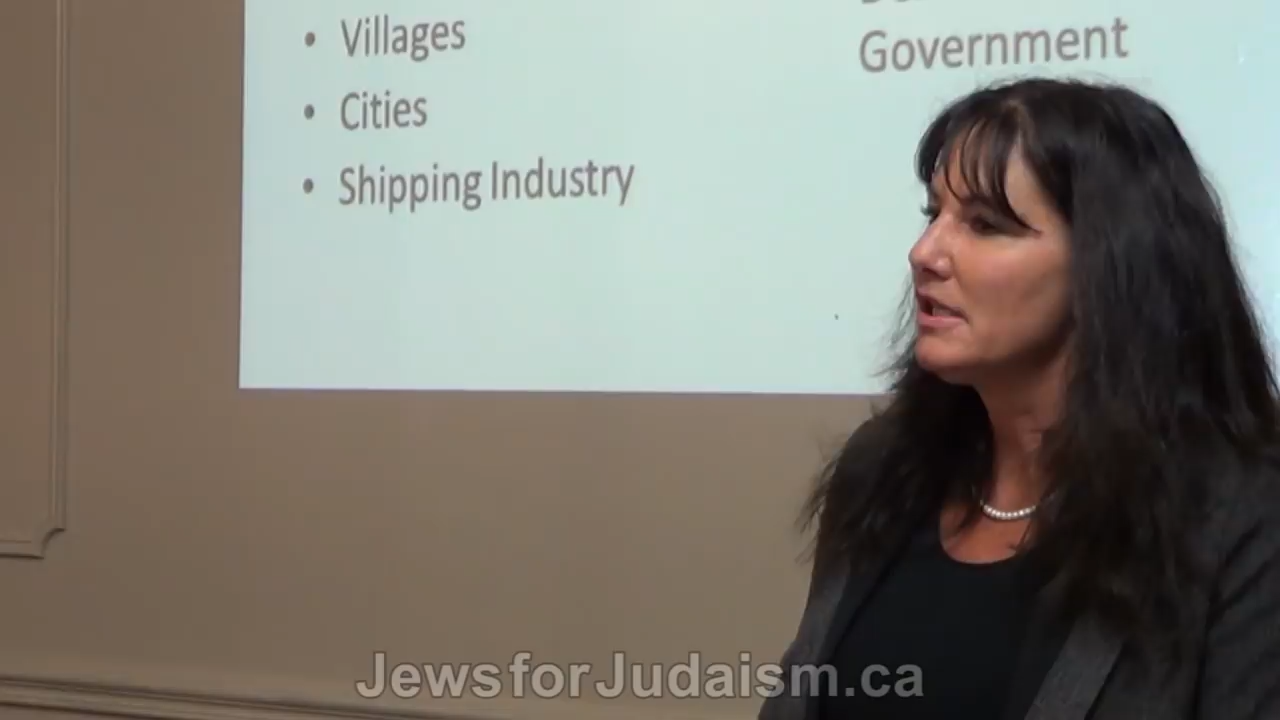 • Villages
• Cities
• Shipping Industry
Government
JewsforJudaism.ca